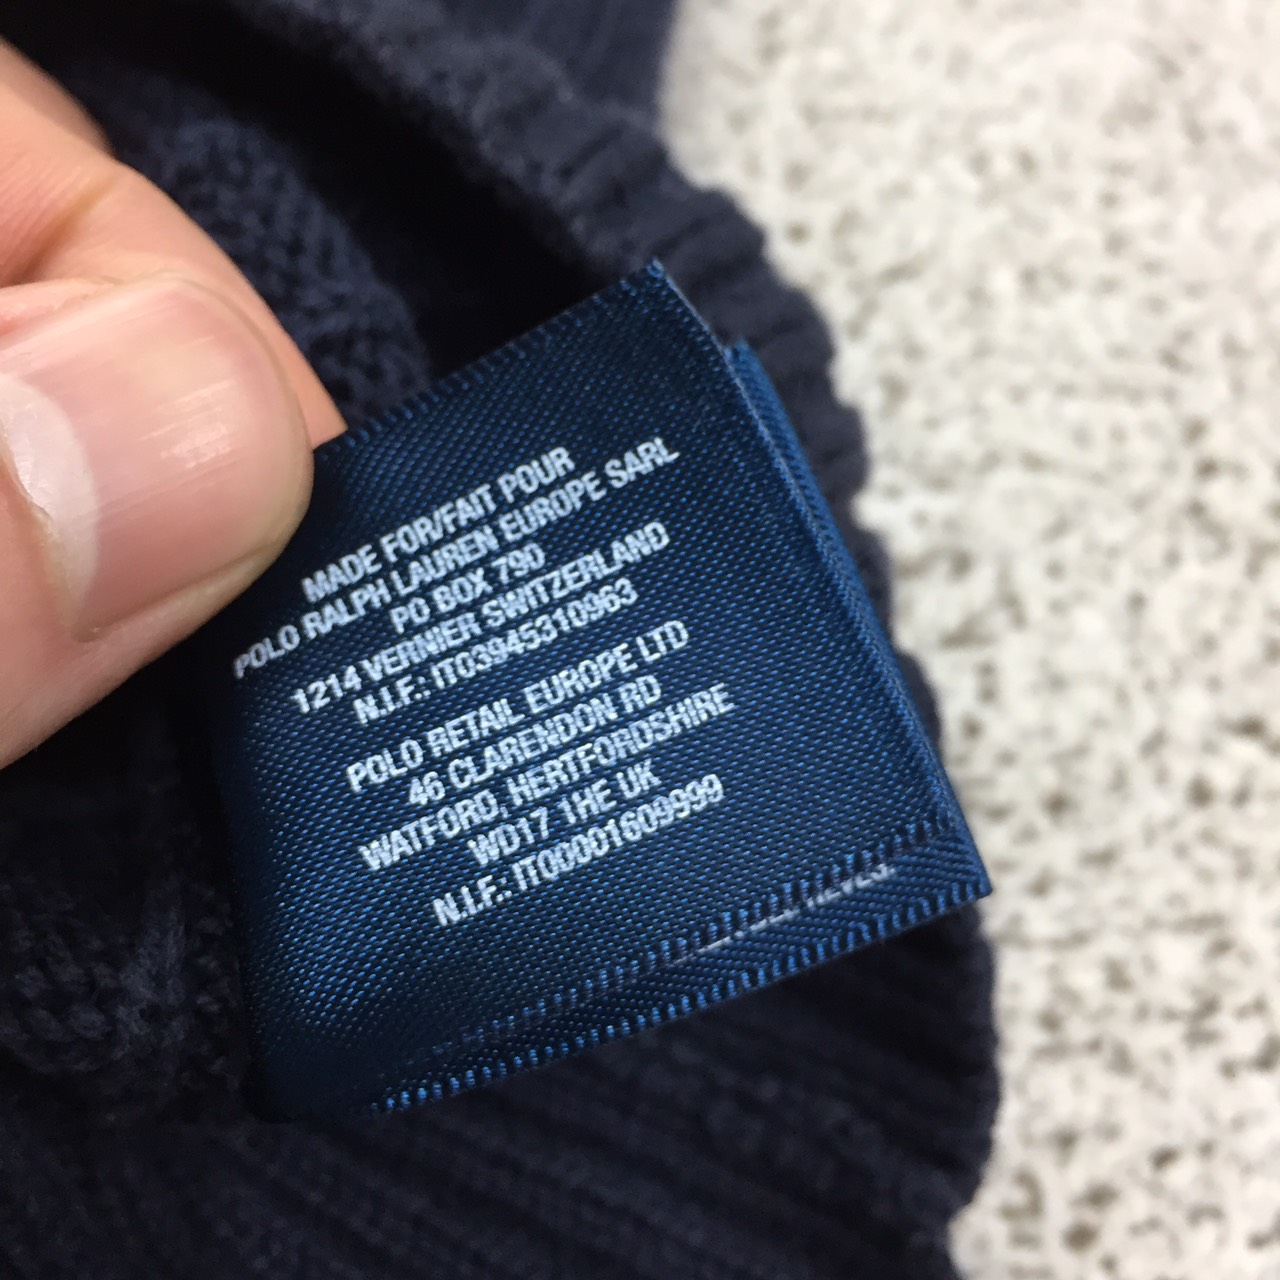 MADE FOR/FAIT POUR
POLO RALPH LAUREN EUROPE SARL
PO BOX 790
1214 VERNIER SWITZERLAND
N.I.F.: IT03945310963
POLO RETAIL EUROPE LTD
46 CLARENDON RD
WATFORD, HERTFORDSHIRE
WD17 1HE UK
N.I.F.: IT00001609999